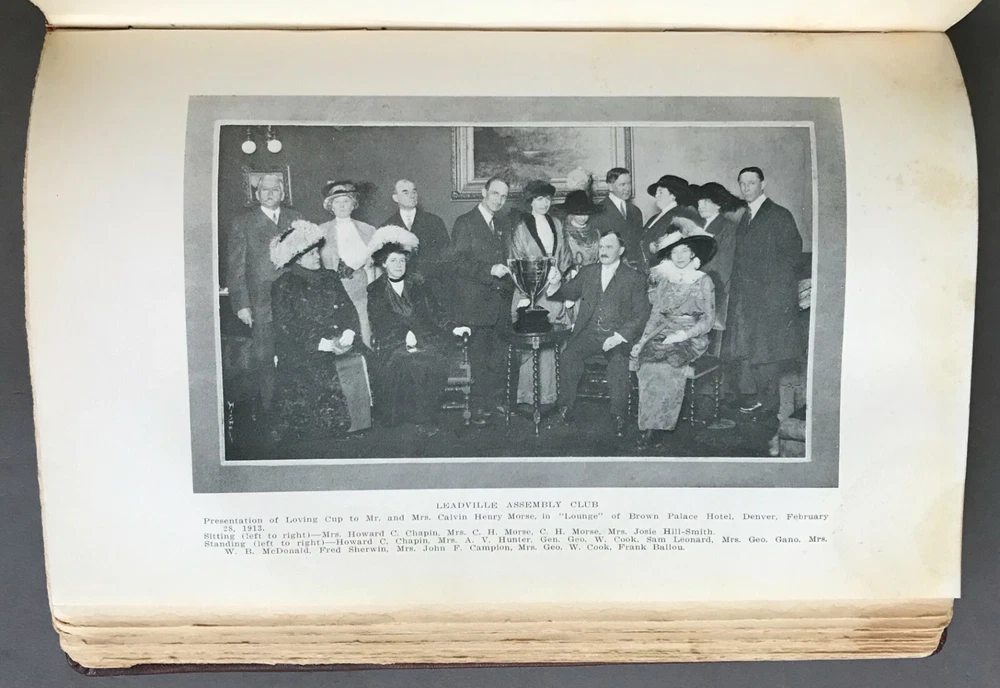 LEADVILLE ASSEMBLY CLUB
Presentation of Loving Cup to Mr. and Mrs. Calvin Henry Morse, in "Lounge" of Brown Palace Hotel, Denver, February
28, 1913.
Sitting (left to right)—Mrs. Howard C. Chapin, Mrs. C. H. Morse, C. H. Morse, Mrs. Josie Hill-Smith.
Standing (left to right)—Howard C. Chapin, Mrs. A. V. Hunter, Gen. Geo. W. Cook, Sam Leonard, Mrs. Geo. Gano, Mrs.
W. B. McDonald, Fred Sherwin, Mrs. John F. Campion, Mrs. Geo. W. Cook, Frank Ballou.